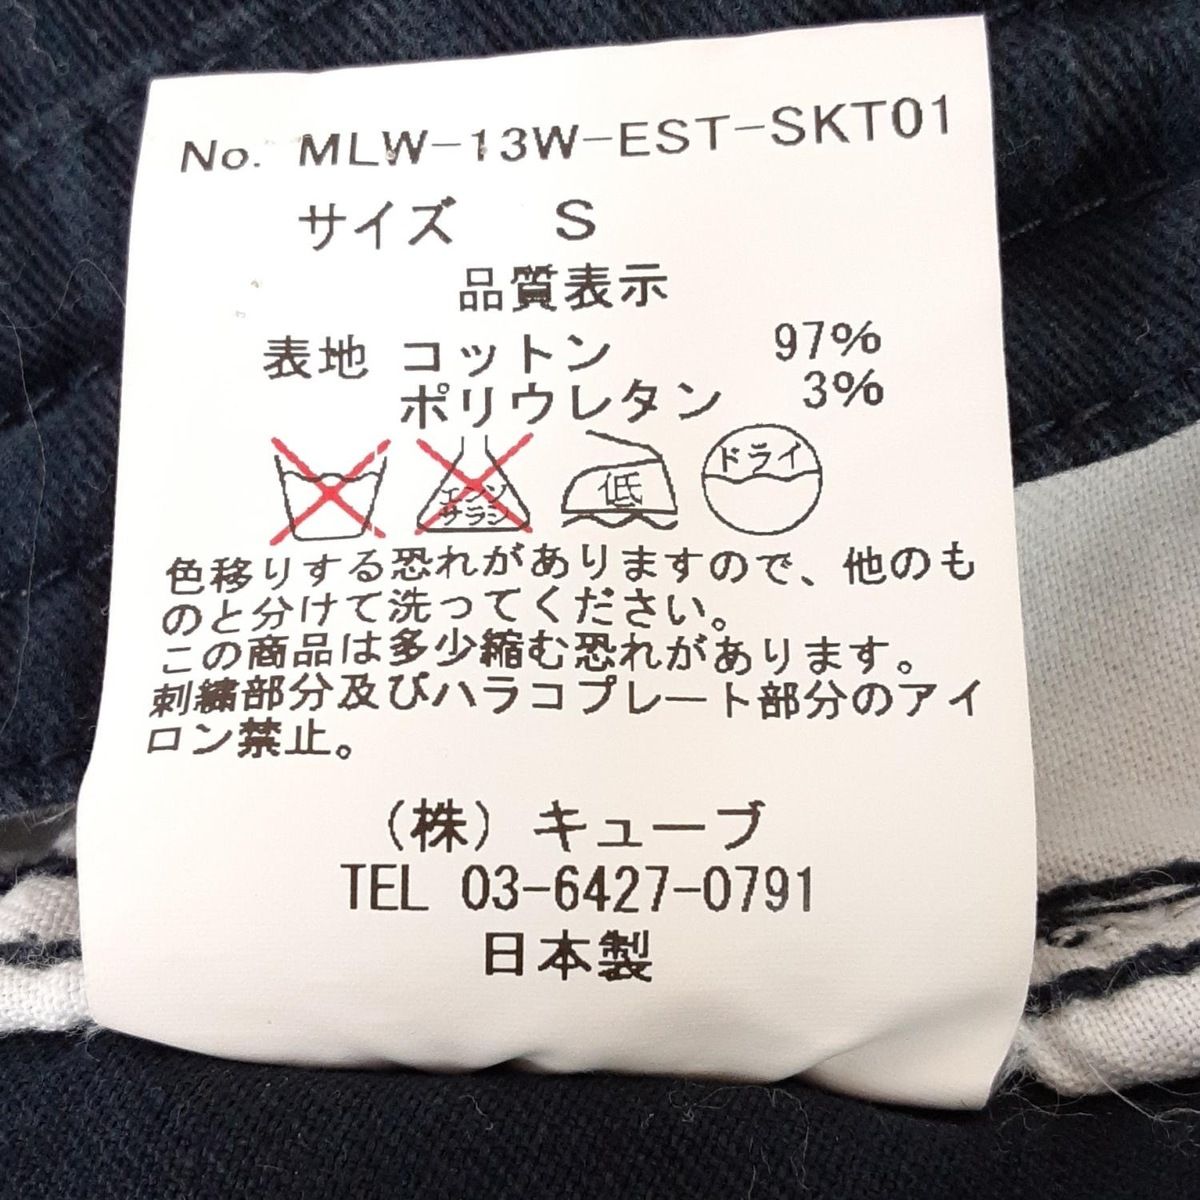 No. MLW-13W-EST-SKT01
サイズ S
品質表示
表地 コットン 97%
ポリウレタン 3%
エンソ
サラシ
低
ドライ
色移りする恐れがありますので、他のも
のと分けて洗ってください。
この商品は多少縮む恐れがあります。
刺繍部分及びハラコプレート部分のアイ
ロン禁止。
（株）キューブ
TEL 03-6427-0791
日本製